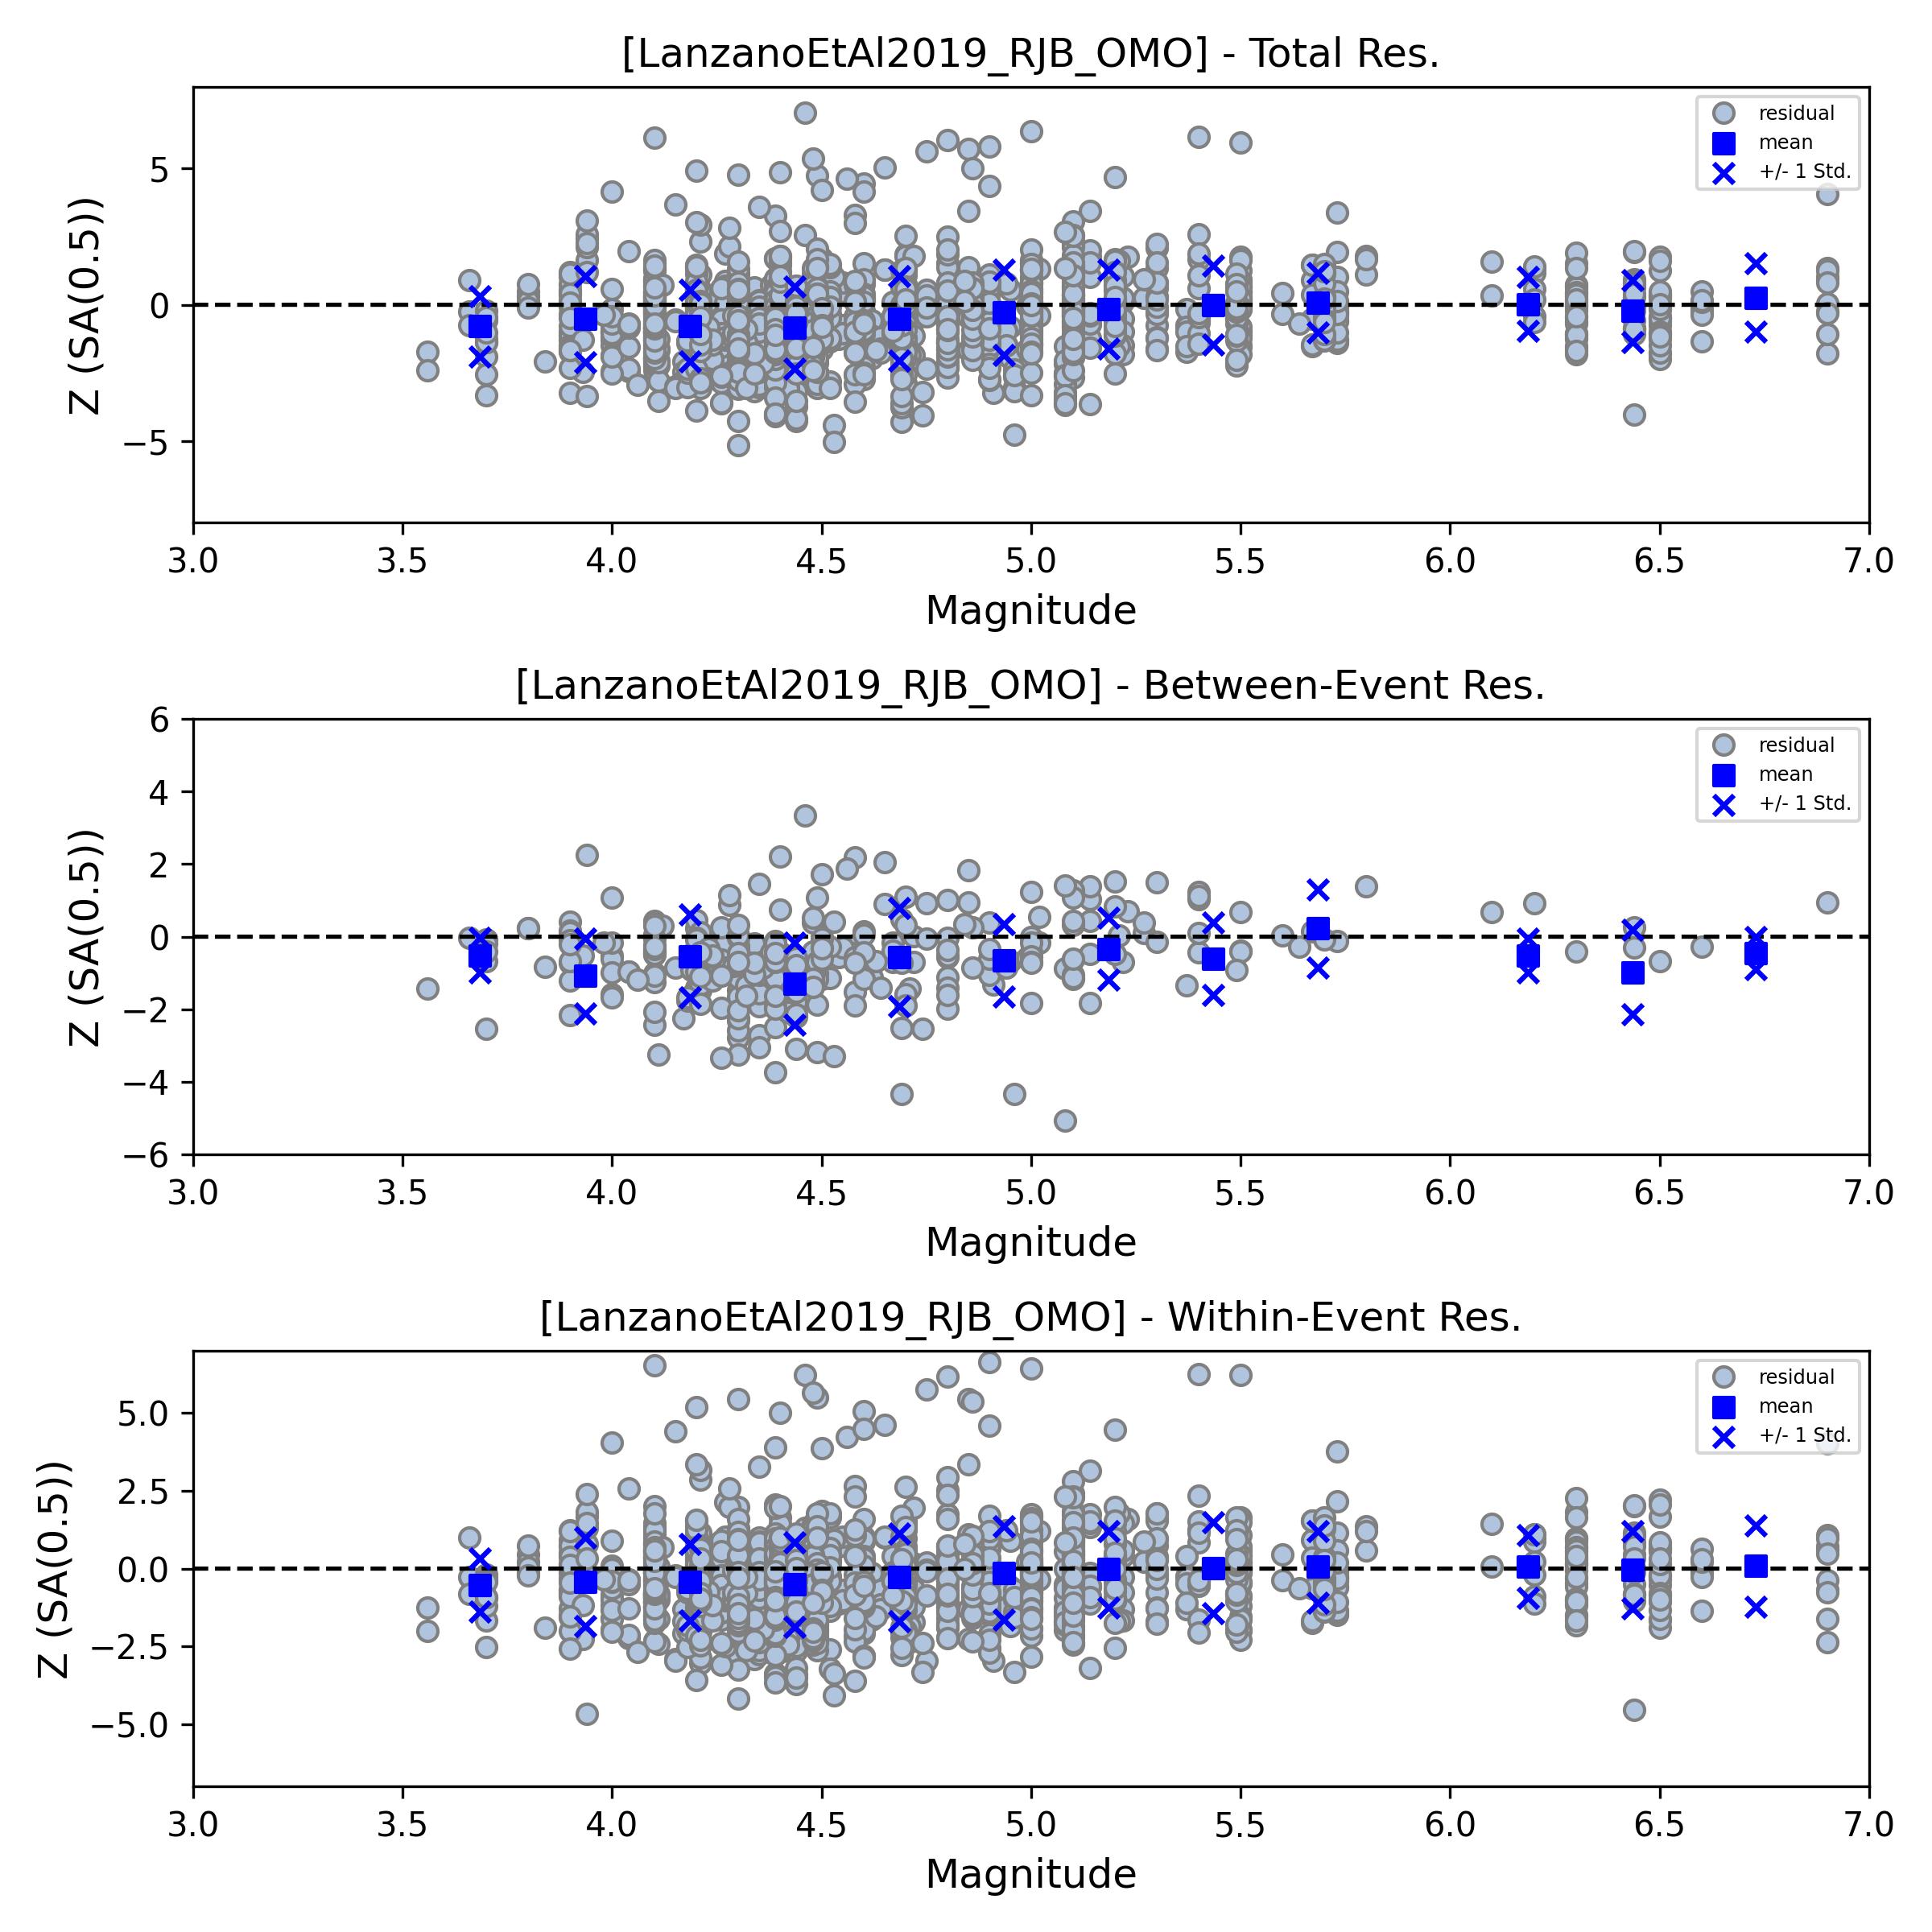 [LanzanoEtAl2019_RJB_OMO] - Total Res.
residual
mean
+/- 1 Std.
Z (SA(0.5))
5
0
−5
3.0 3.5 4.0 4.5 5.0 5.5 6.0 6.5 7.0
Magnitude
[LanzanoEtAl2019_RJB_OMO] - Between-Event Res.
residual
mean
+/- 1 Std.
Z (SA(0.5))
6
4
2
0
−2
−4
−6
3.0 3.5 4.0 4.5 5.0 5.5 6.0 6.5 7.0
Magnitude
[LanzanoEtAl2019_RJB_OMO] - Within-Event Res.
residual
mean
+/- 1 Std.
Z (SA(0.5))
5.0
2.5
0.0
−2.5
−5.0
3.0 3.5 4.0 4.5 5.0 5.5 6.0 6.5 7.0
Magnitude